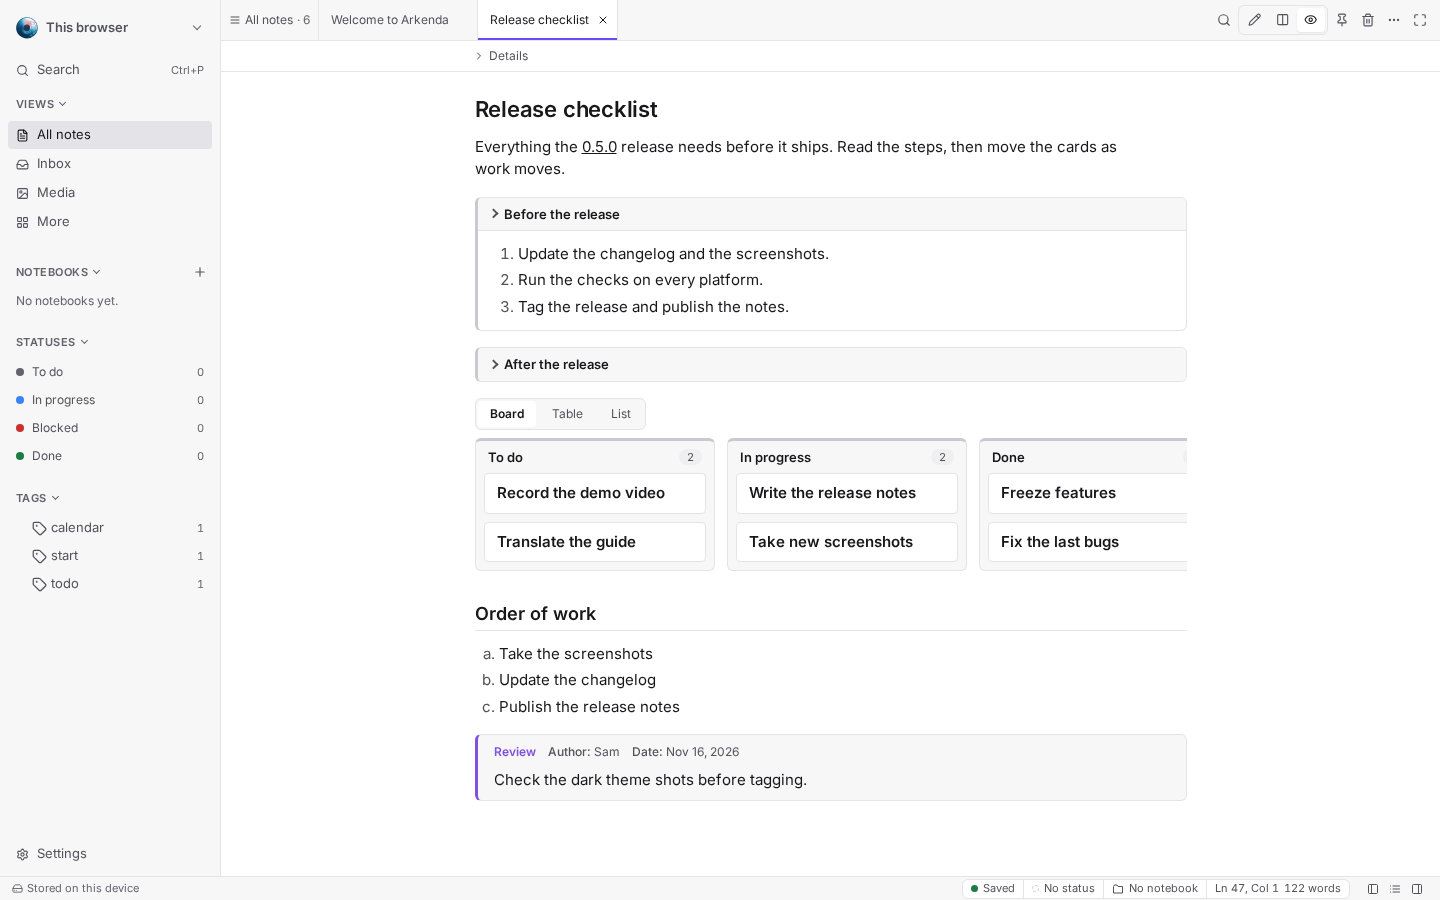 This browser
Search Ctrl+P
VIEWS
All notes
Inbox
Media
More
NOTEBOOKS
No notebooks yet.
STATUSES
To do 0
In progress 0
Blocked 0
Done 0
TAGS
calendar 1
start 1
todo 1
Settings
All notes · 6
Welcome to Arkenda
Release checklist
Details
Release checklist
Everything the 0.5.0 release needs before it ships. Read the steps, then move the cards as
work moves.
Before the release
1. Update the changelog and the screenshots.
2. Run the checks on every platform.
3. Tag the release and publish the notes.
After the release
Board Table List
To do 2
Record the demo video
Translate the guide
In progress 2
Write the release notes
Take new screenshots
Done
Freeze features
Fix the last bugs
Order of work
a. Take the screenshots
b. Update the changelog
c. Publish the release notes
Review Author: Sam Date: Nov 16, 2026
Check the dark theme shots before tagging.
Stored on this device
Saved
No status
No notebook
Ln 47, Col 1 122 words